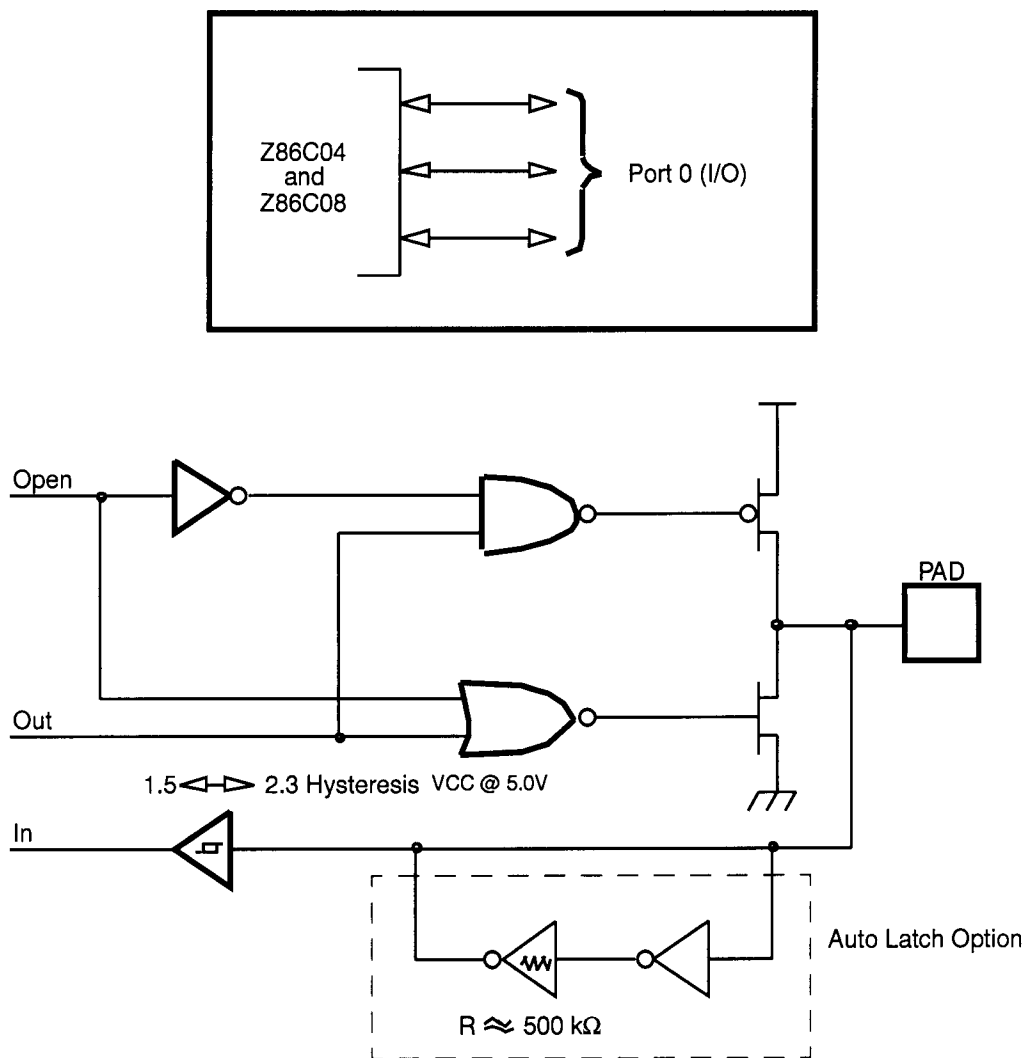 Z86C04
and
Z86C08
Port 0 (I/O)
Open
PAD
Out
1.5 2.3 Hysteresis VCC @ 5.0V
In
Auto Latch Option
R ≈ 500 kΩ